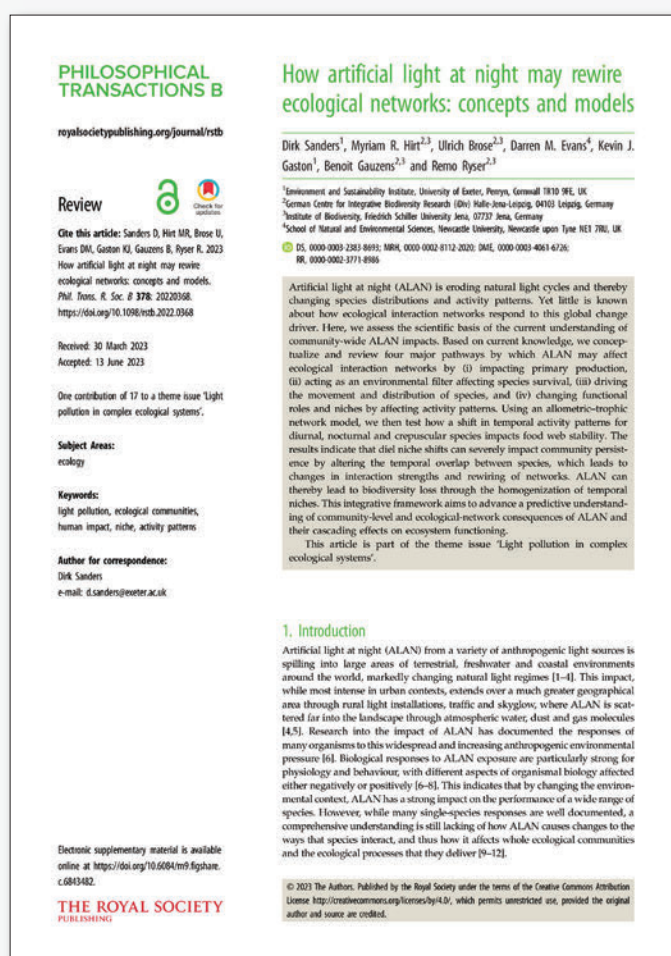 PHILOSOPHICAL
TRANSACTIONS B
royalsocietypublishing.org/journal/rstb
Review
Check for
updates
Cite this article: Sanders D, Hirt MR, Brose U,
Evans DM, Gaston KJ, Gauzens B, Ryser R. 2023
How artificial light at night may rewire
ecological networks: concepts and models.
Phil. Trans. R. Soc. B 378: 20220368.
https://doi.org/10.1098/rstb.2022.0368
Received: 30 March 2023
Accepted: 13 June 2023
One contribution of 17 to a theme issue ‘Light
pollution in complex ecological systems’.
Subject Areas:
ecology
Keywords:
light pollution, ecological communities,
human impact, niche, activity patterns
Author for correspondence:
Dirk Sanders
e-mail: d.sanders@exeter.ac.uk
Electronic supplementary material is available
online at https://doi.org/10.6084/m9.figshare.
c.6843482.
THE ROYAL SOCIETY
PUBLISHING
How artificial light at night may rewire
ecological networks: concepts and models
Dirk Sanders1, Myriam R. Hirt2,3, Ulrich Brose2,3, Darren M. Evans4, Kevin J.
Gaston1, Benoit Gauzens2,3 and Remo Ryser2,3
1Environment and Sustainability Institute, University of Exeter, Penryn, Cornwall TR10 9FE, UK
2German Centre for Integrative Biodiversity Research (iDiv) Halle-Jena-Leipzig, 04103 Leipzig, Germany
3Institute of Biodiversity, Friedrich Schiller University Jena, 07737 Jena, Germany
4School of Natural and Environmental Sciences, Newcastle University, Newcastle upon Tyne NE1 7RU, UK
DS, 0000-0003-2383-8693; MRH, 0000-0002-8112-2020; DME, 0000-0003-4061-6726;
RR, 0000-0002-3771-8986
Artificial light at night (ALAN) is eroding natural light cycles and thereby
changing species distributions and activity patterns. Yet little is known
about how ecological interaction networks respond to this global change
driver. Here, we assess the scientific basis of the current understanding of
community-wide ALAN impacts. Based on current knowledge, we concep-
tualize and review four major pathways by which ALAN may affect
ecological interaction networks by (i) impacting primary production,
(ii) acting as an environmental filter affecting species survival, (iii) driving
the movement and distribution of species, and (iv) changing functional
roles and niches by affecting activity patterns. Using an allometric-trophic
network model, we then test how a shift in temporal activity patterns for
diurnal, nocturnal and crepuscular species impacts food web stability. The
results indicate that diel niche shifts can severely impact community persist-
ence by altering the temporal overlap between species, which leads to
changes in interaction strengths and rewiring of networks. ALAN can
thereby lead to biodiversity loss through the homogenization of temporal
niches. This integrative framework aims to advance a predictive understand-
ing of community-level and ecological-network consequences of ALAN and
their cascading effects on ecosystem functioning.
This article is part of the theme issue ‘Light pollution in complex
ecological systems’.
1. Introduction
Artificial light at night (ALAN) from a variety of anthropogenic light sources is
spilling into large areas of terrestrial, freshwater and coastal environments
around the world, markedly changing natural light regimes [1–4]. This impact,
while most intense in urban contexts, extends over a much greater geographical
area through rural light installations, traffic and skyglow, where ALAN is scat-
tered far into the landscape through atmospheric water, dust and gas molecules
[4,5]. Research into the impact of ALAN has documented the responses of
many organisms to this widespread and increasing anthropogenic environmental
pressure [6]. Biological responses to ALAN exposure are particularly strong for
physiology and behaviour, with different aspects of organismal biology affected
either negatively or positively [6–8]. This indicates that by changing the environ-
mental context, ALAN has a strong impact on the performance of a wide range of
species. However, while many single-species responses are well documented, a
comprehensive understanding is still lacking of how ALAN causes changes to the
ways that species interact, and thus how it affects whole ecological communities
and the ecological processes that they deliver [9–12].
© 2023 The Authors. Published by the Royal Society under the terms of the Creative Commons Attribution
License http://creativecommons.org/licenses/by/4.0/, which permits unrestricted use, provided the original
author and source are credited.